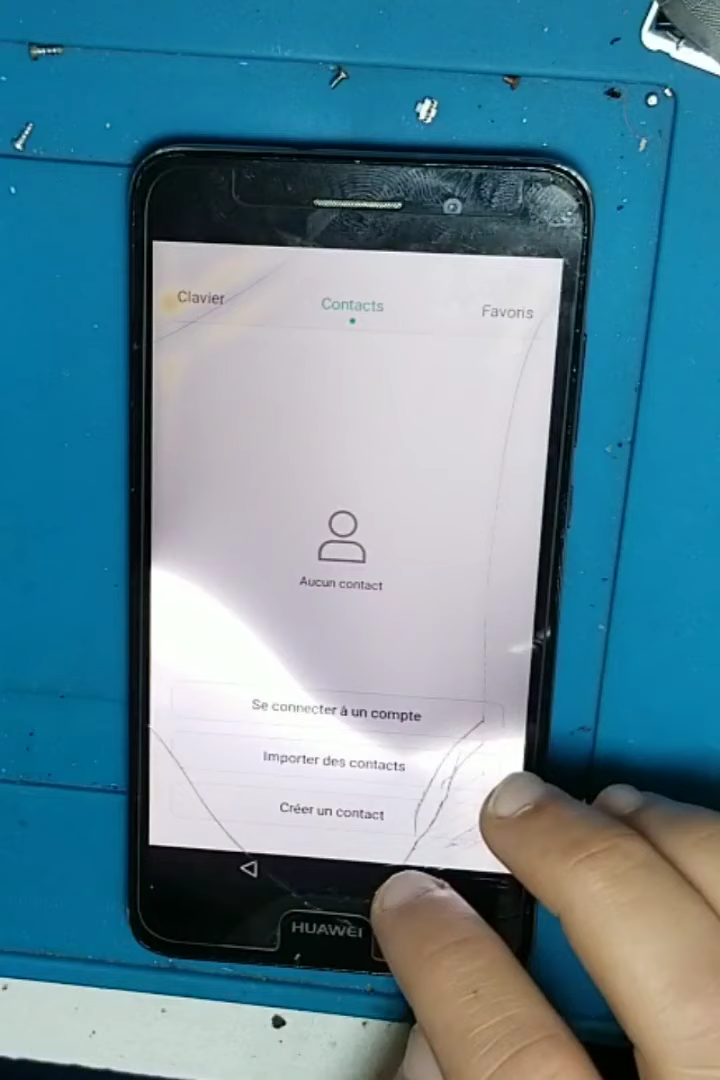 Clavier
Contacts
Favoris
Aucun contact
Se connecter à un compte
Importer des contacts
Créer un contact
HUAWEI